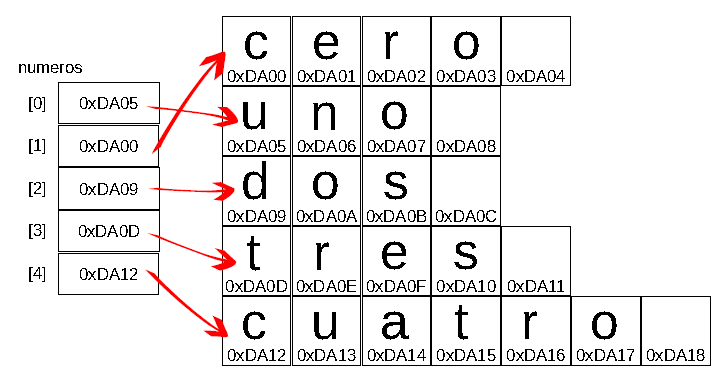 c e r o
0xDA00 0xDA01 0xDA02 0xDA03 0xDA04
numeros
[0] 0xDA05
u n o
0xDA05 0xDA06 0xDA07 0xDA08
[1] 0xDA00
[2] 0xDA09
d o s
0xDA09 0xDA0A 0xDA0B 0xDA0C
[3] 0xDA0D
t r e s
0xDA0D 0xDA0E 0xDA0F 0xDA10 0xDA11
[4] 0xDA12
c u a t r o
0xDA12 0xDA13 0xDA14 0xDA15 0xDA16 0xDA17 0xDA18